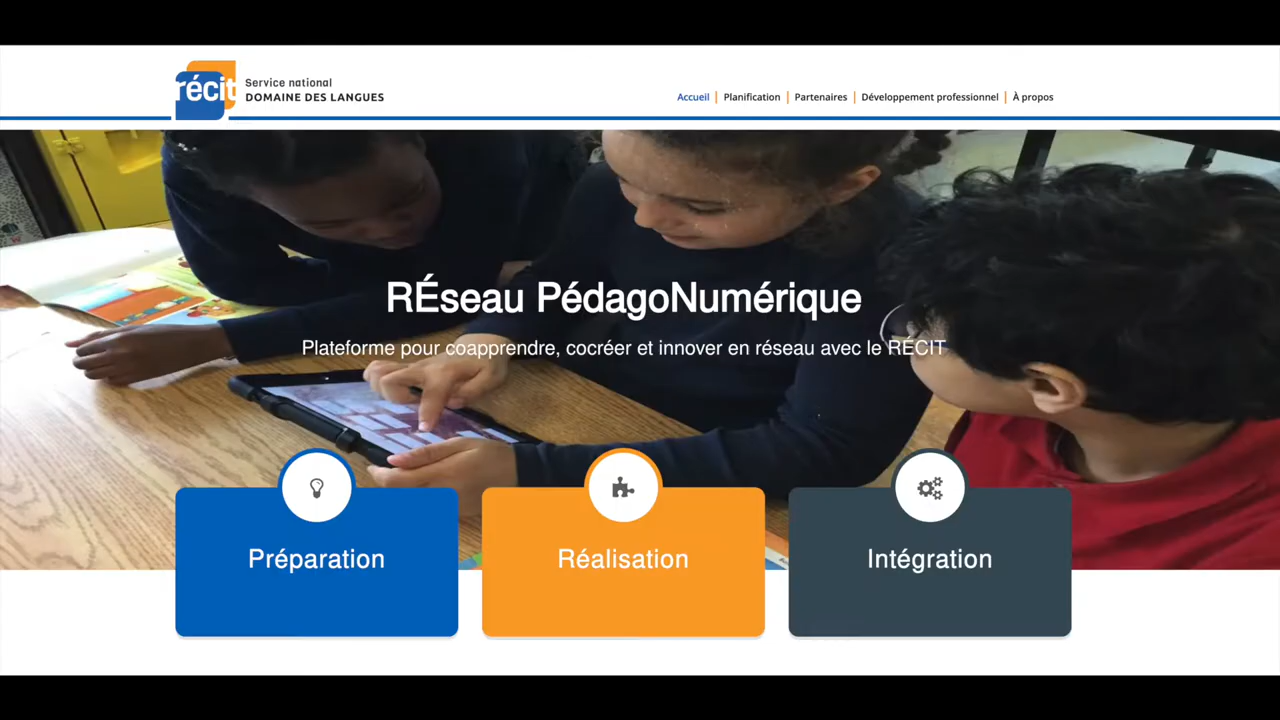 récit
Service national
DOMAINE DES LANGUES
Accueil | Planification | Partenaires | Développement professionnel | À propos
RÉseau PédagoNumérique
Plateforme pour coapprendre, cocréer et innover en réseau avec le RÉCIT
Préparation
Réalisation
Intégration